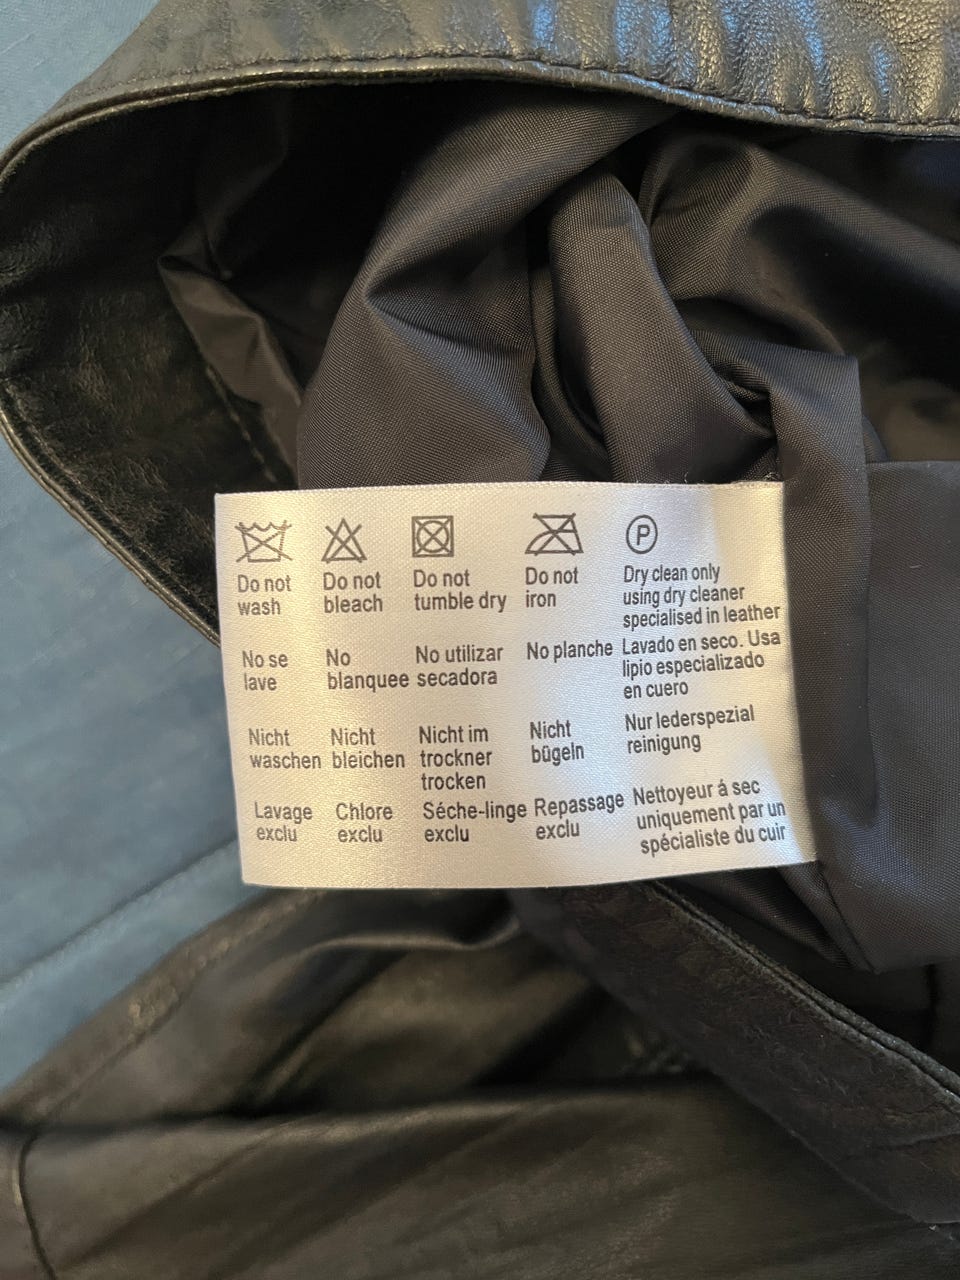 P
Do not
wash
Do not
bleach
Do not
tumble dry
Do not
iron
Dry clean only
using dry cleaner
specialised in leather
No se
lave
No
blanquee
No utilizar
secadora
No planche
Lavado en seco. Usa
lipio especializado
en cuero
Nicht
waschen
Nicht
bleichen
Nicht im
trockner
trocken
Nicht
bügeln
Nur lederspezial
reinigung
Lavage
exclu
Chlore
exclu
Séche-linge
exclu
Repassage
exclu
Nettoyeur á sec
uniquement par un
spécialiste du cuir